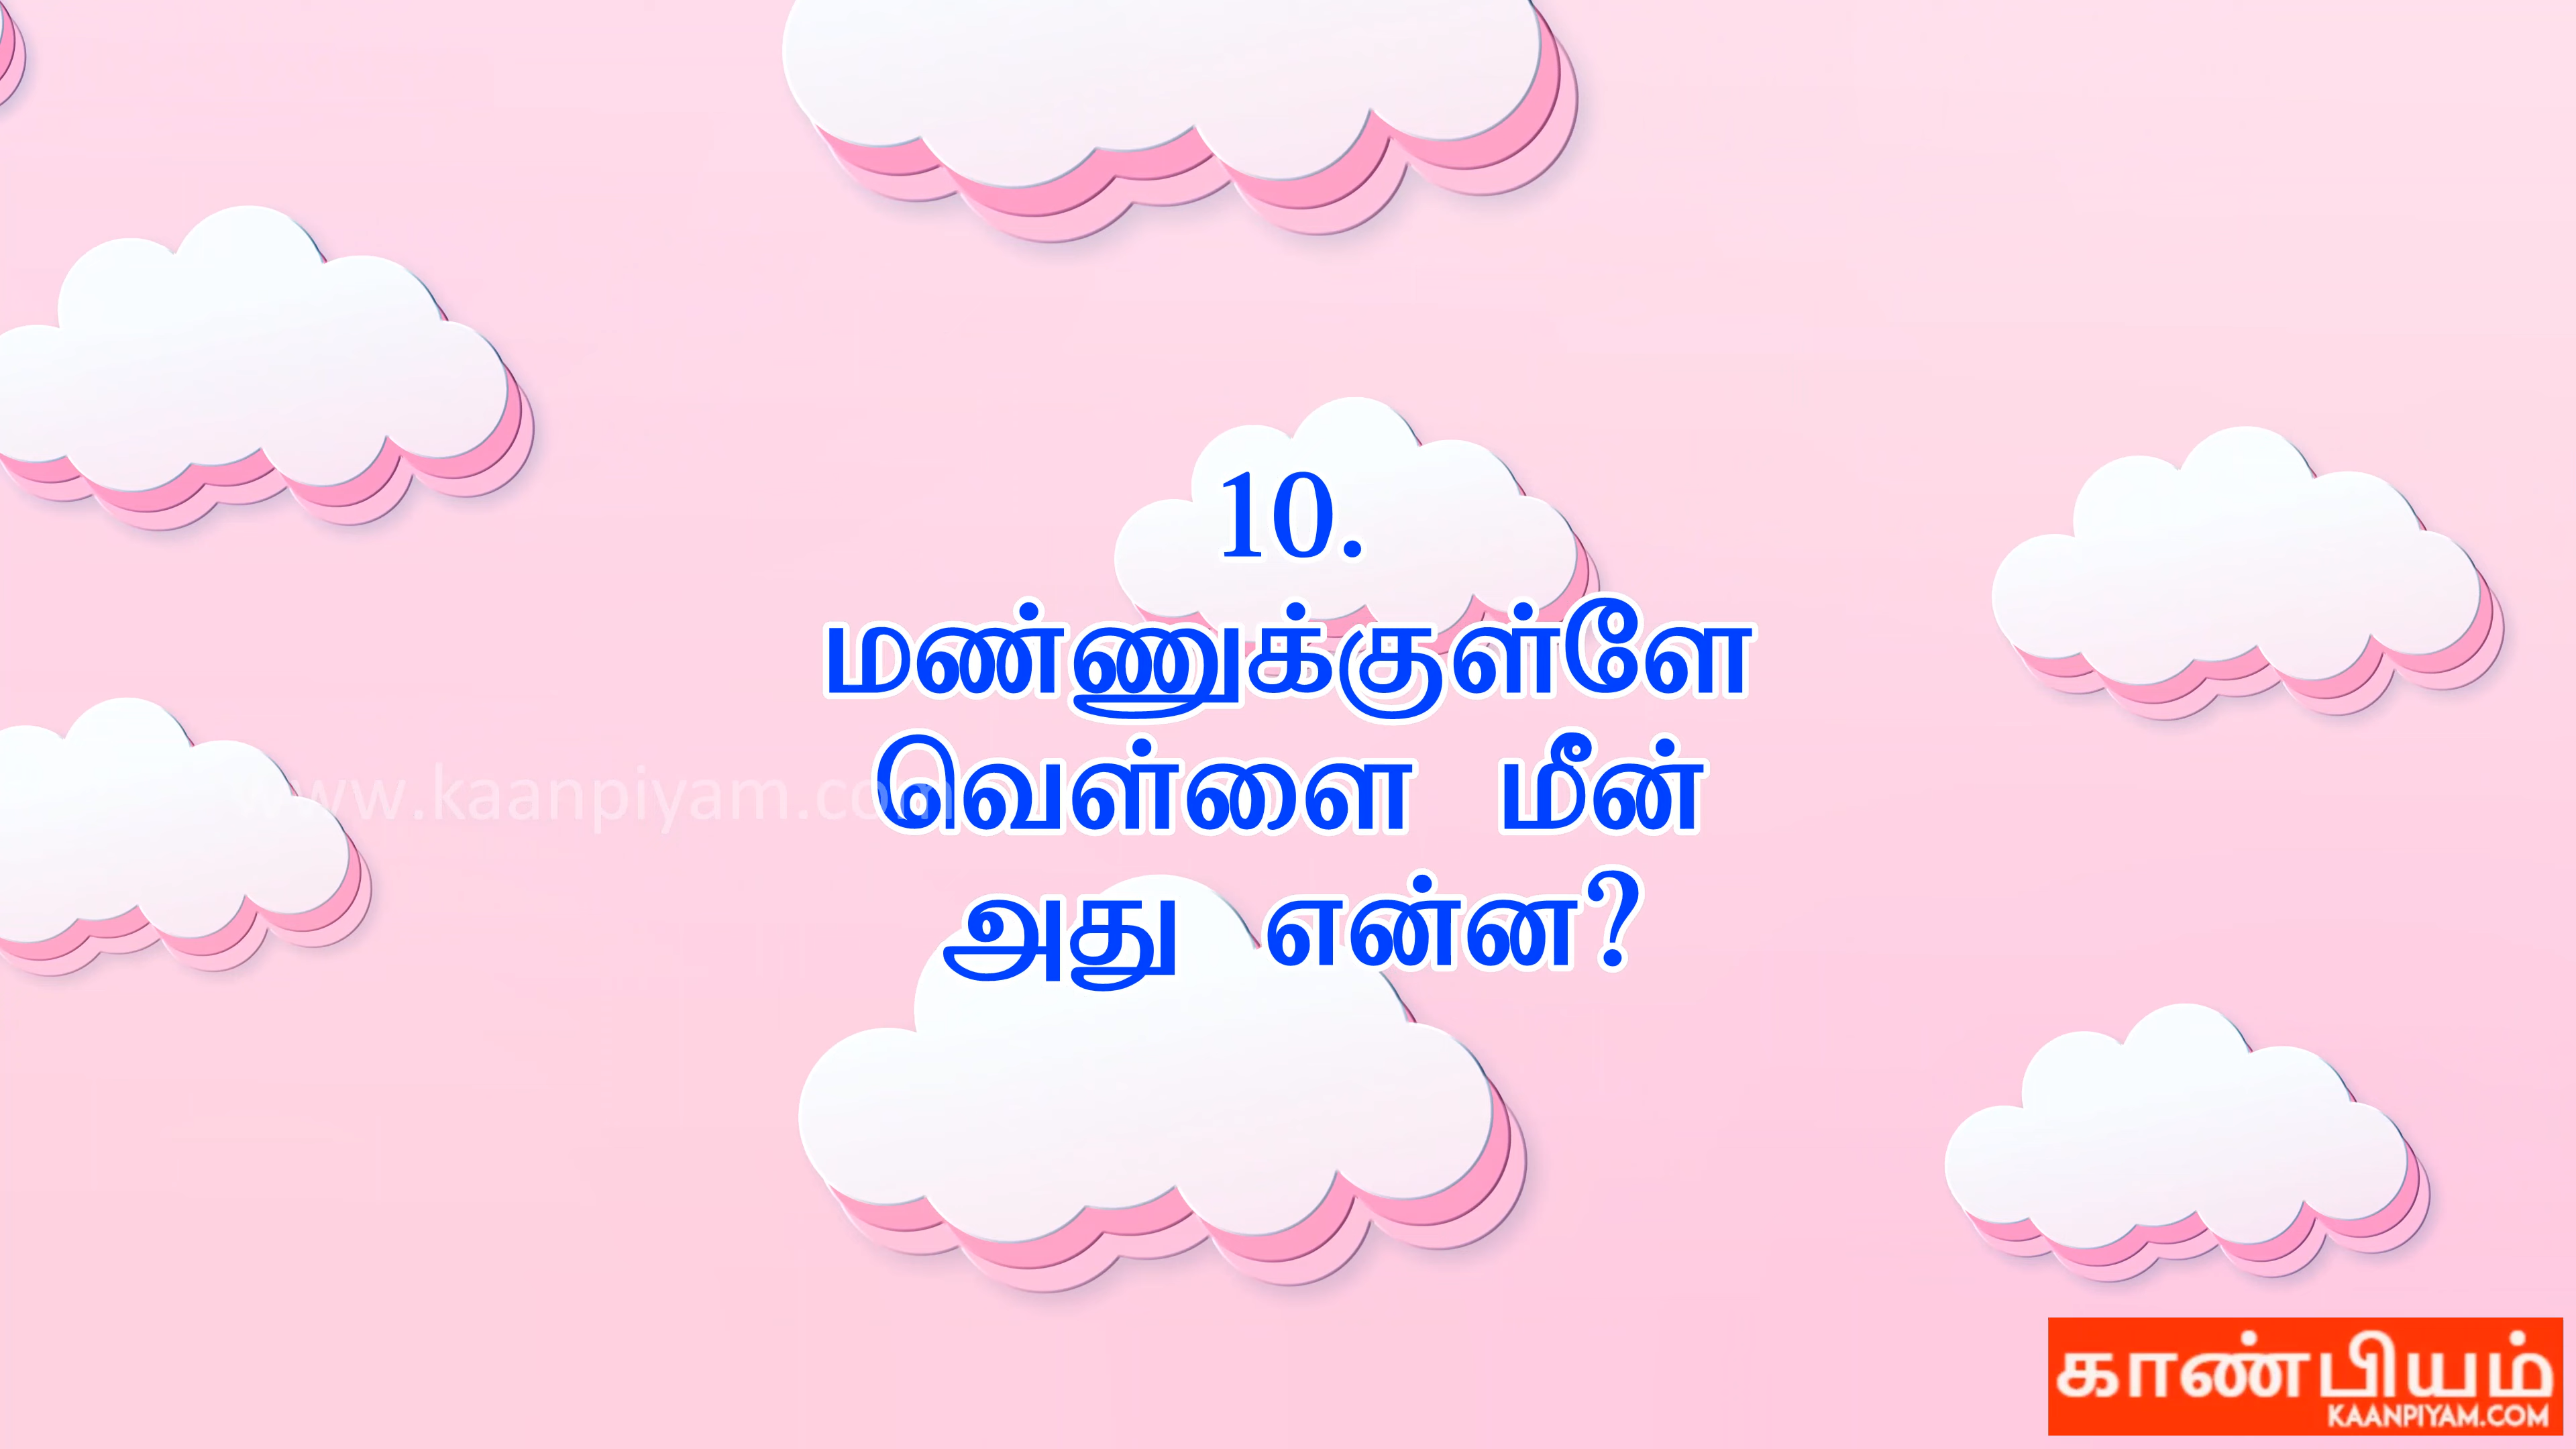 10.
மண்ணுக்குள்ளே
வெள்ளை மீன்
அது என்ன?
www.kaanpiyam.com
காண்பியம்
KAANPIYAM.COM